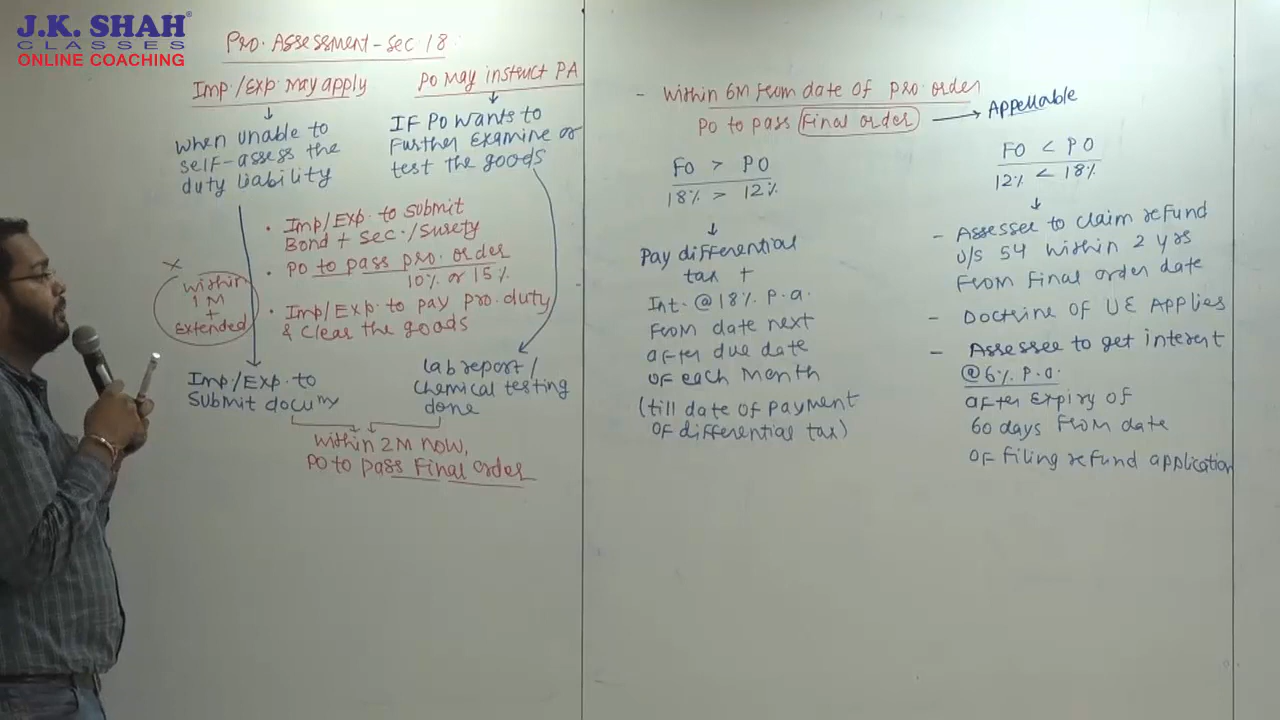 J.K. SHAH®
CLASSES
ONLINE COACHING
Pro. Assessment - Sec 18
Imp./Exp may apply
↓
When unable to
self-assess the
duty liability
PO May instruct PA
↓
IF PO wants to
Further Examine or
test the goods
• Imp/Exp. to submit
Bond + Sec./Surety
• PO to pass pro. order
10% or 15%
• Imp/Exp. to pay pro. duty
& Clear the goods
×
Within
1 M
+
Extended
Imp/Exp. to
Submit docu
Lab report /
Chemical testing
done
Within 2M now,
PO to pass Final Order
- Within 6M from date of pro. order
PO to pass Final order → Appellable
FO > PO
18% > 12%
↓
Pay differential
tax +
Int. @ 18% p.a.
From date next
after due date
of each Month
(till date of payment
of differential tax)
FO < PO
12% < 18%
↓
- Assessee to claim refund
u/s 54 within 2 yrs
From Final order date
- Doctrine of UE Applies
- Assessee to get interest
@ 6% p.a.
after Expiry of
60 days From date
of filing refund application